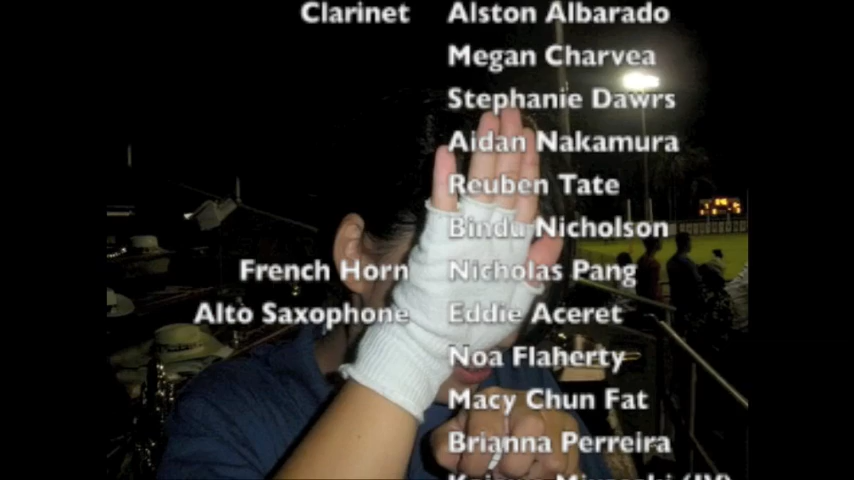 Clarinet Alston Albarado
Megan Charvea
Stephanie Dawrs
Aidan Nakamura
Reuben Tate
Bindu Nicholson
French Horn Nicholas Pang
Alto Saxophone Eddie Aceret
Noa Flaherty
Macy Chun Fat
Brianna Perreira